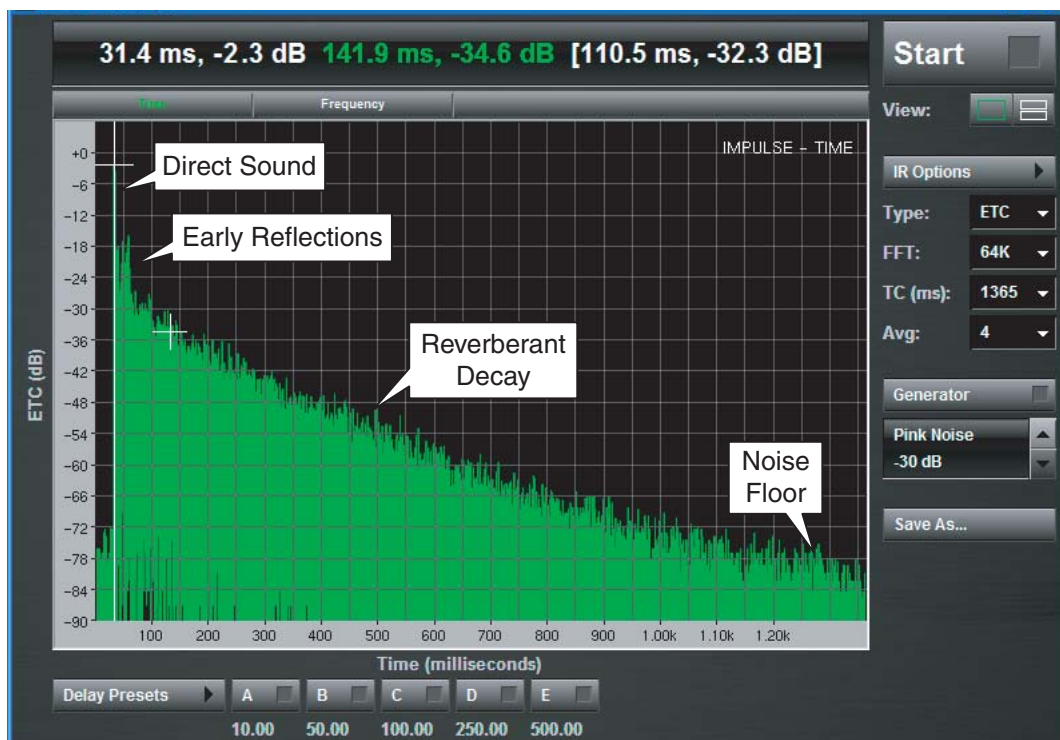 31.4 ms, -2.3 dB 141.9 ms, -34.6 dB [110.5 ms, -32.3 dB]
Start
Time
Frequency
View:
IMPULSE - TIME
+0
-6
-12
-18
-24
-30
-36
-42
-48
-54
-60
-66
-72
-78
-84
-90
ETC (dB)
Direct Sound
Early Reflections
Reverberant
Decay
Noise
Floor
100
200
300
400
500
600
700
800
900
1.00k
1.10k
1.20k
Time (milliseconds)
IR Options
Type:
ETC
FFT:
64K
TC (ms):
1365
Avg:
4
Generator
Pink Noise
-30 dB
Save As...
Delay Presets
A
B
C
D
E
10.00
50.00
100.00
250.00
500.00